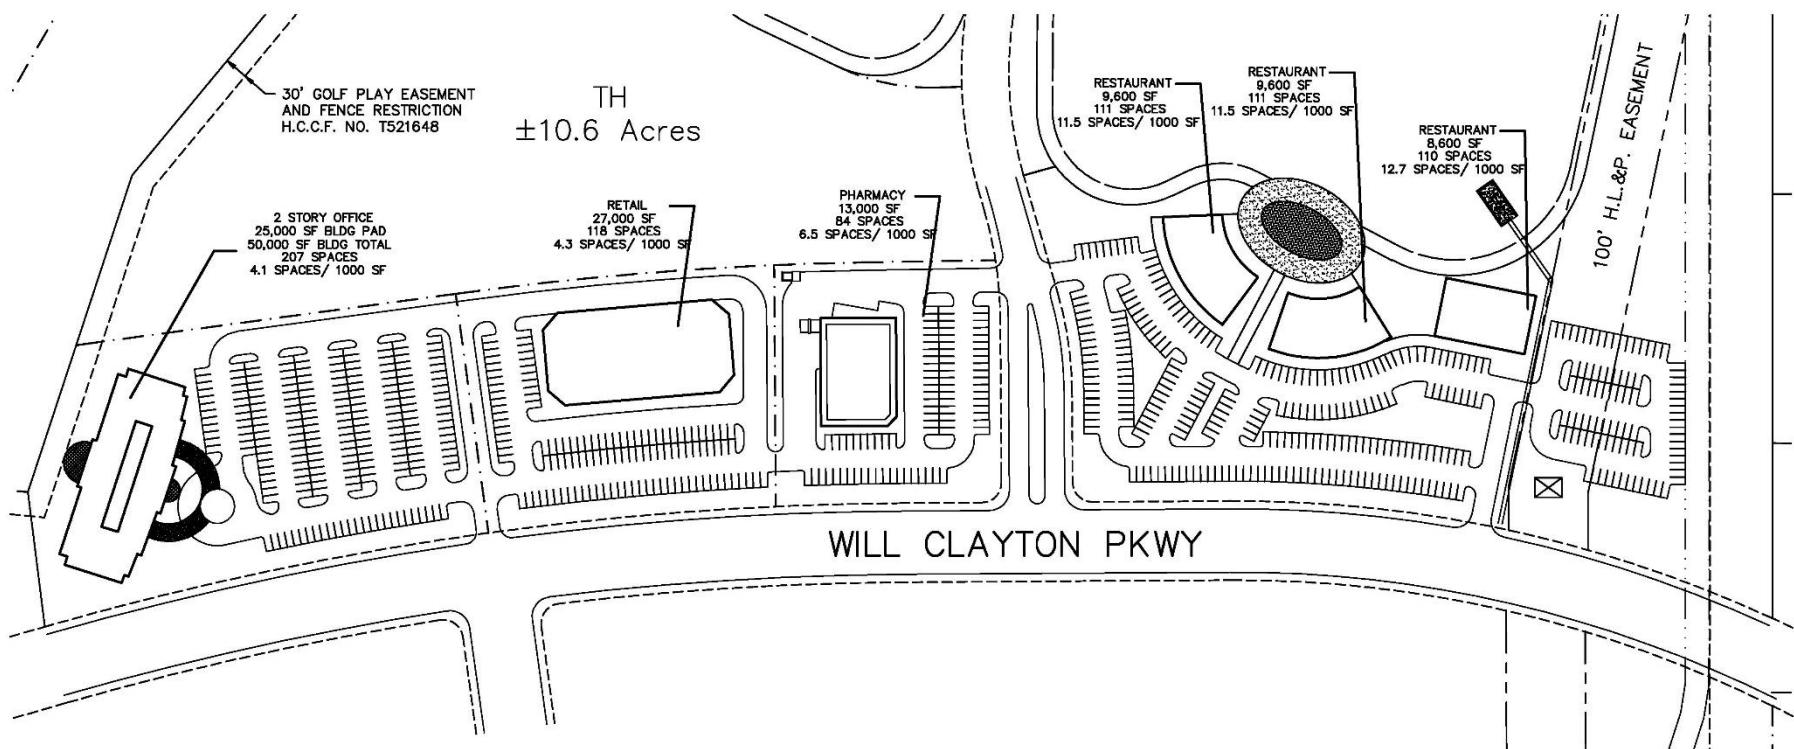 30' GOLF PLAY EASEMENT
AND FENCE RESTRICTION
H.C.C.F. NO. T521648
TH
±10.6 Acres
2 STORY OFFICE
25,000 SF BLDG PAD
50,000 SF BLDG TOTAL
207 SPACES
4.1 SPACES/ 1000 SF
RETAIL
27,000 SF
118 SPACES
4.3 SPACES/ 1000 SF
PHARMACY
13,000 SF
84 SPACES
6.5 SPACES/ 1000 SF
RESTAURANT
9,600 SF
111 SPACES
11.5 SPACES/ 1000 SF
RESTAURANT
9,600 SF
111 SPACES
11.5 SPACES/ 1000 SF
RESTAURANT
8,600 SF
110 SPACES
12.7 SPACES/ 1000 SF
100' H.L.&P. EASEMENT
WILL CLAYTON PKWY